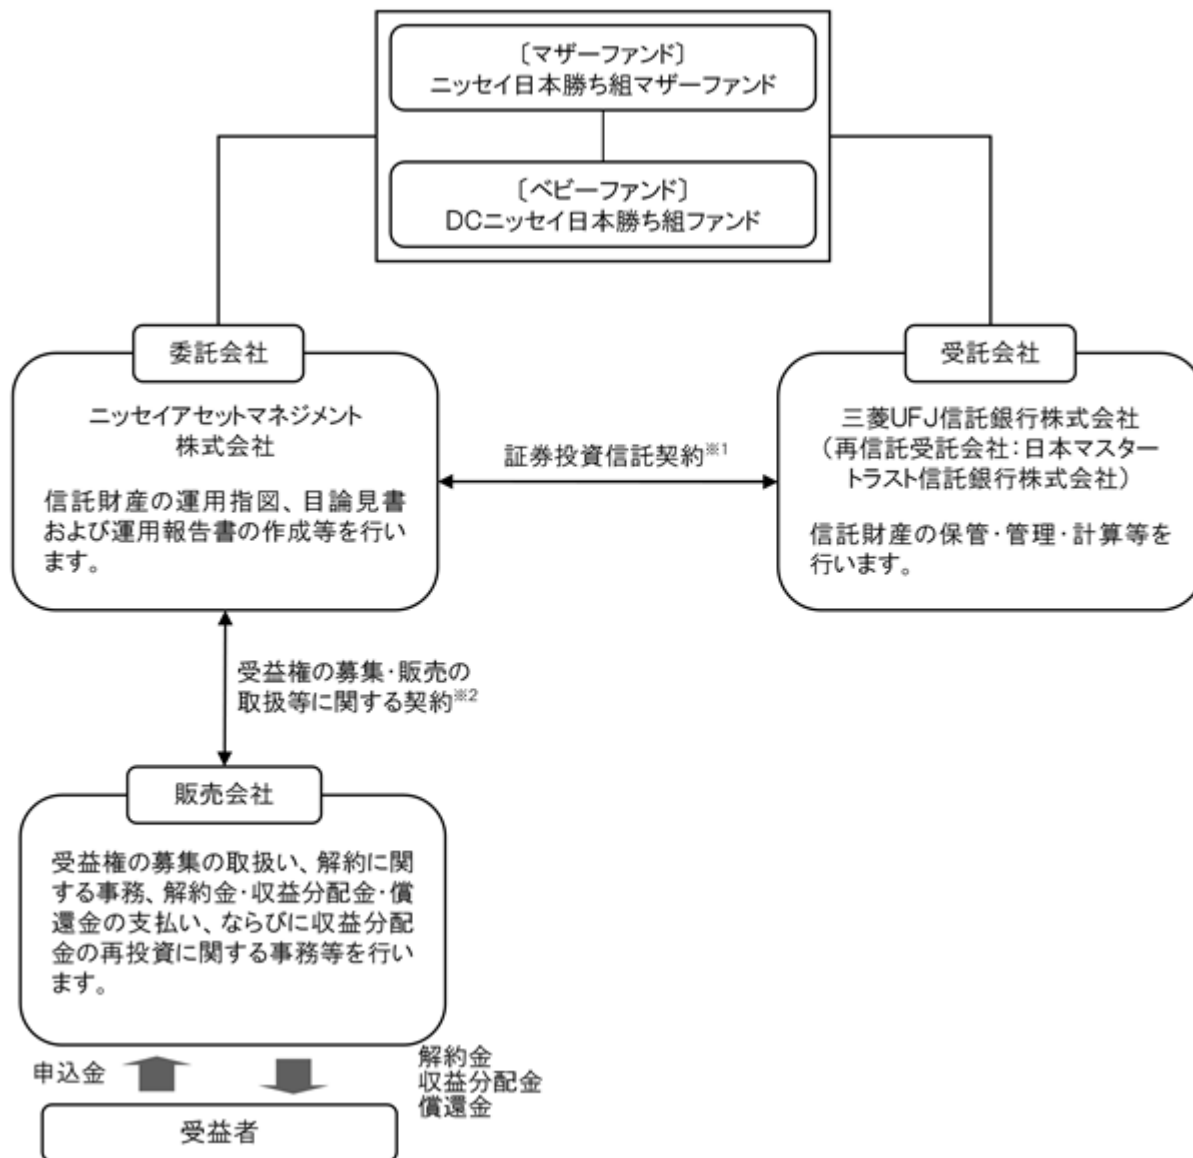 〔マザーファンド〕
ニッセイ日本勝ち組マザーファンド
〔ベビーファンド〕
DCニッセイ日本勝ち組ファンド
委託会社
ニッセイアセットマネジメント
株式会社
信託財産の運用指図、目論見書
および運用報告書の作成等を行い
ます。
証券投資信託契約※1
受託会社
三菱UFJ信託銀行株式会社
（再信託受託会社：日本マスター
トラスト信託銀行株式会社）
信託財産の保管・管理・計算等を
行います。
受益権の募集・販売の
取扱等に関する契約※2
販売会社
受益権の募集の取扱い、解約に関
する事務、解約金・収益分配金・償
還金の支払い、ならびに収益分配
金の再投資に関する事務等を行い
ます。
申込金
解約金
収益分配金
償還金
受益者